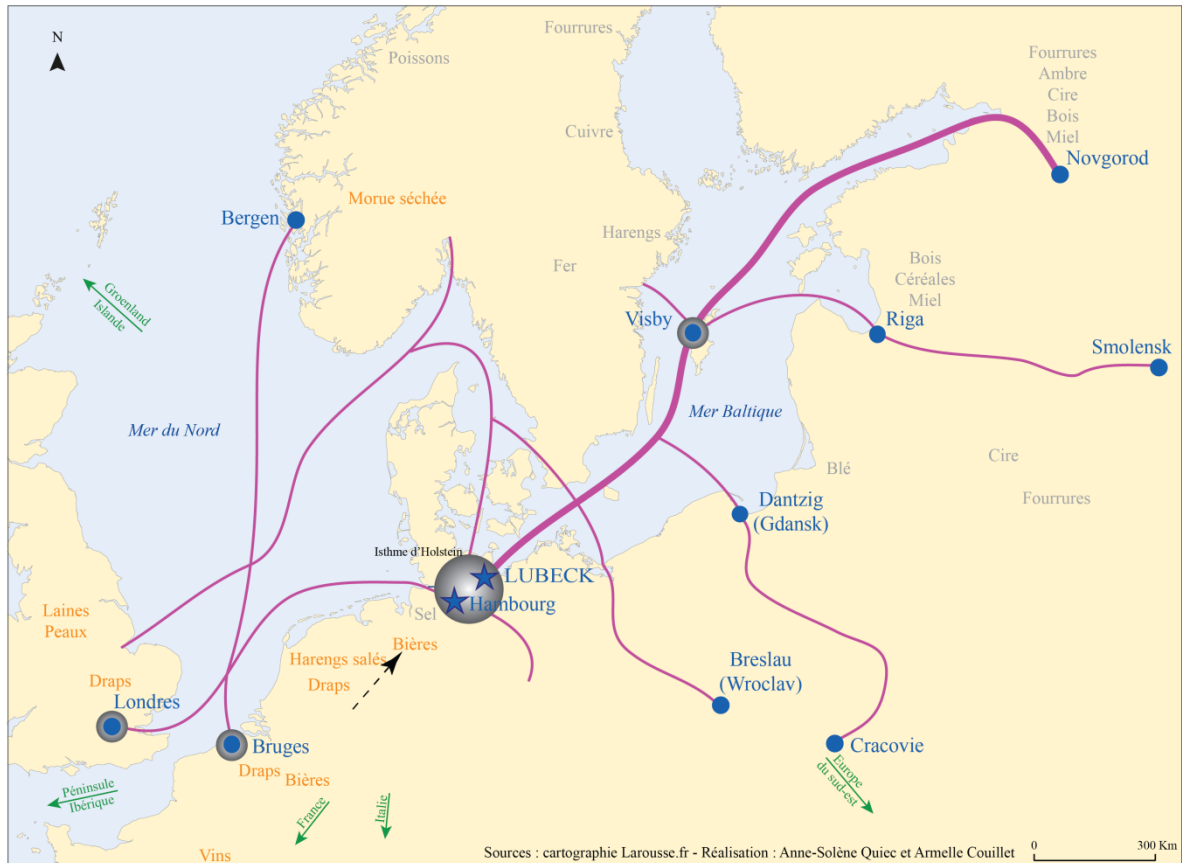 N
Fourrures
Poissons
Fourrures
Ambre
Cire
Bois
Miel
Cuivre
Novgorod
Morue séchée
Bergen
Harengs
Fer
Bois
Céréales
Miel
Groenland
Islande
Visby
Riga
Smolensk
Mer du Nord
Mer Baltique
Blé
Cire
Fourrures
Dantzig
(Gdansk)
Isthme d'Holstein
LUBECK
Hambourg
Sel
Laines
Peaux
Bières
Harengs salés
Draps
Draps
Londres
Breslau
(Wroclav)
Bruges
Cracovie
Draps
Bières
Péninsule
Ibérique
France
Italie
Europe
du sud-est
Vins
Sources : cartographie Larousse.fr - Réalisation : Anne-Solène Quiec et Armelle Couillet
0 300 Km